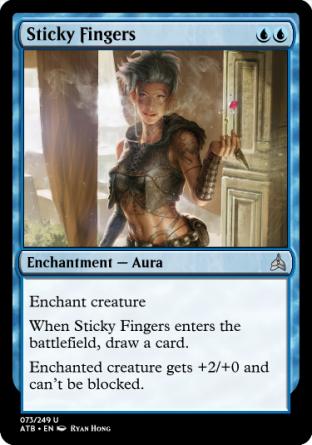 Sticky Fingers
Enchantment — Aura
Enchant creature
When Sticky Fingers enters the
battlefield, draw a card.
Enchanted creature gets +2/+0 and
can't be blocked.
073/249 U
ATB • EN Ryan Hong